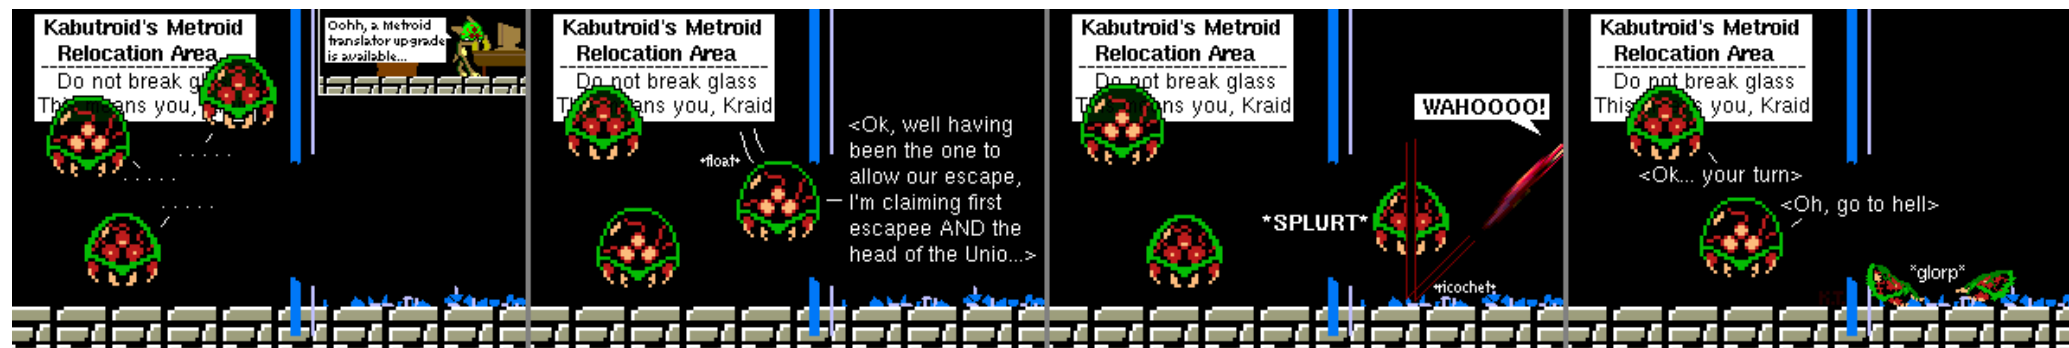 Kabutroid's Metroid
Relocation Area
Do not break gl
Th ans you,
. . . . .
. . . . .
. . . . .
Oohh, a Metroid
translator upgrade
is available...
Kabutroid's Metroid
Relocation Area
Do not break glass
T ans you, Kraid
*float*
<Ok, well having
been the one to
allow our escape,
I'm claiming first
escapee AND the
head of the Unio...>
Kabutroid's Metroid
Relocation Area
Do not break glass
T ans you, Kraid
WAHOOOO!
*SPLURT*
*ricochet*
Kabutroid's Metroid
Relocation Area
Do not break glass
This s you, Kraid
<Ok... your turn>
<Oh, go to hell>
*glorp*